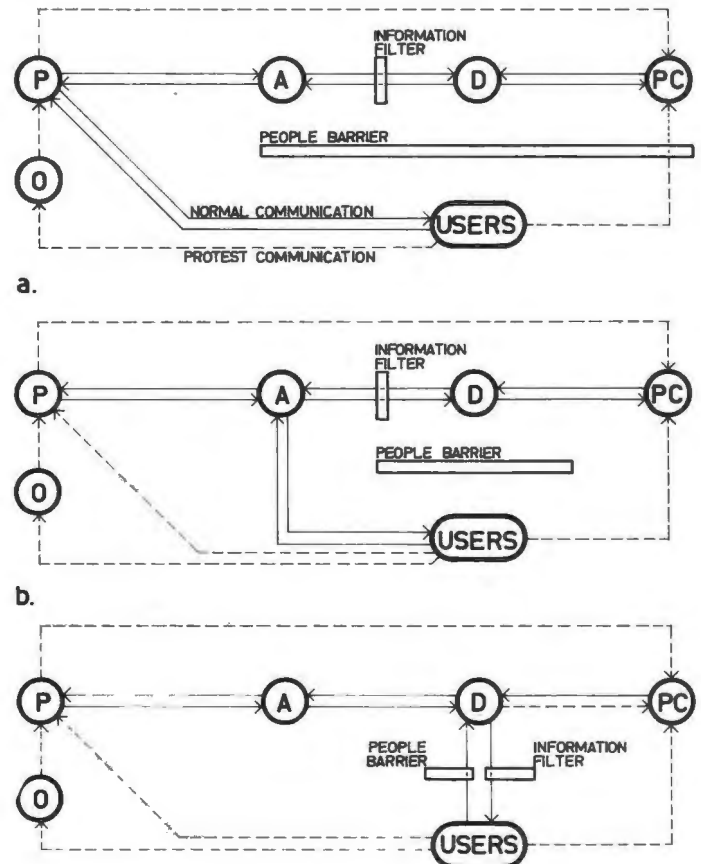 INFORMATION
FILTER
P
A
D
PC
PEOPLE BARRIER
O
NORMAL COMMUNICATION
USERS
PROTEST COMMUNICATION
a.
INFORMATION
FILTER
P
A
D
PC
PEOPLE BARRIER
O
USERS
b.
P
A
D
PC
PEOPLE
BARRIER
INFORMATION
FILTER
O
USERS